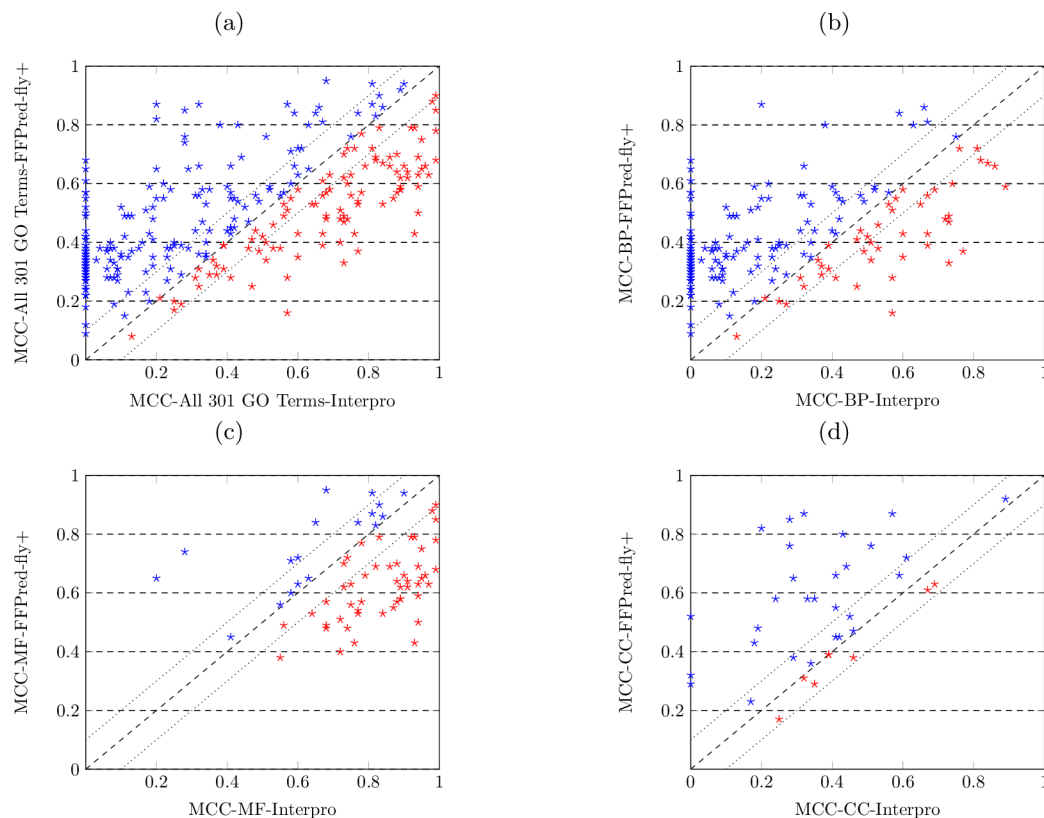 (a)
MCC-All 301 GO Terms-FFPred-fly+
1
0.8
0.6
0.4
0.2
0
0.2 0.4 0.6 0.8 1
MCC-All 301 GO Terms-Interpro
(b)
MCC-BP-FFPred-fly+
1
0.8
0.6
0.4
0.2
0
0 0.2 0.4 0.6 0.8 1
MCC-BP-Interpro
(c)
MCC-MF-FFPred-fly+
1
0.8
0.6
0.4
0.2
0
0.2 0.4 0.6 0.8 1
MCC-MF-Interpro
(d)
MCC-CC-FFPred-fly+
1
0.8
0.6
0.4
0.2
0
0 0.2 0.4 0.6 0.8 1
MCC-CC-Interpro